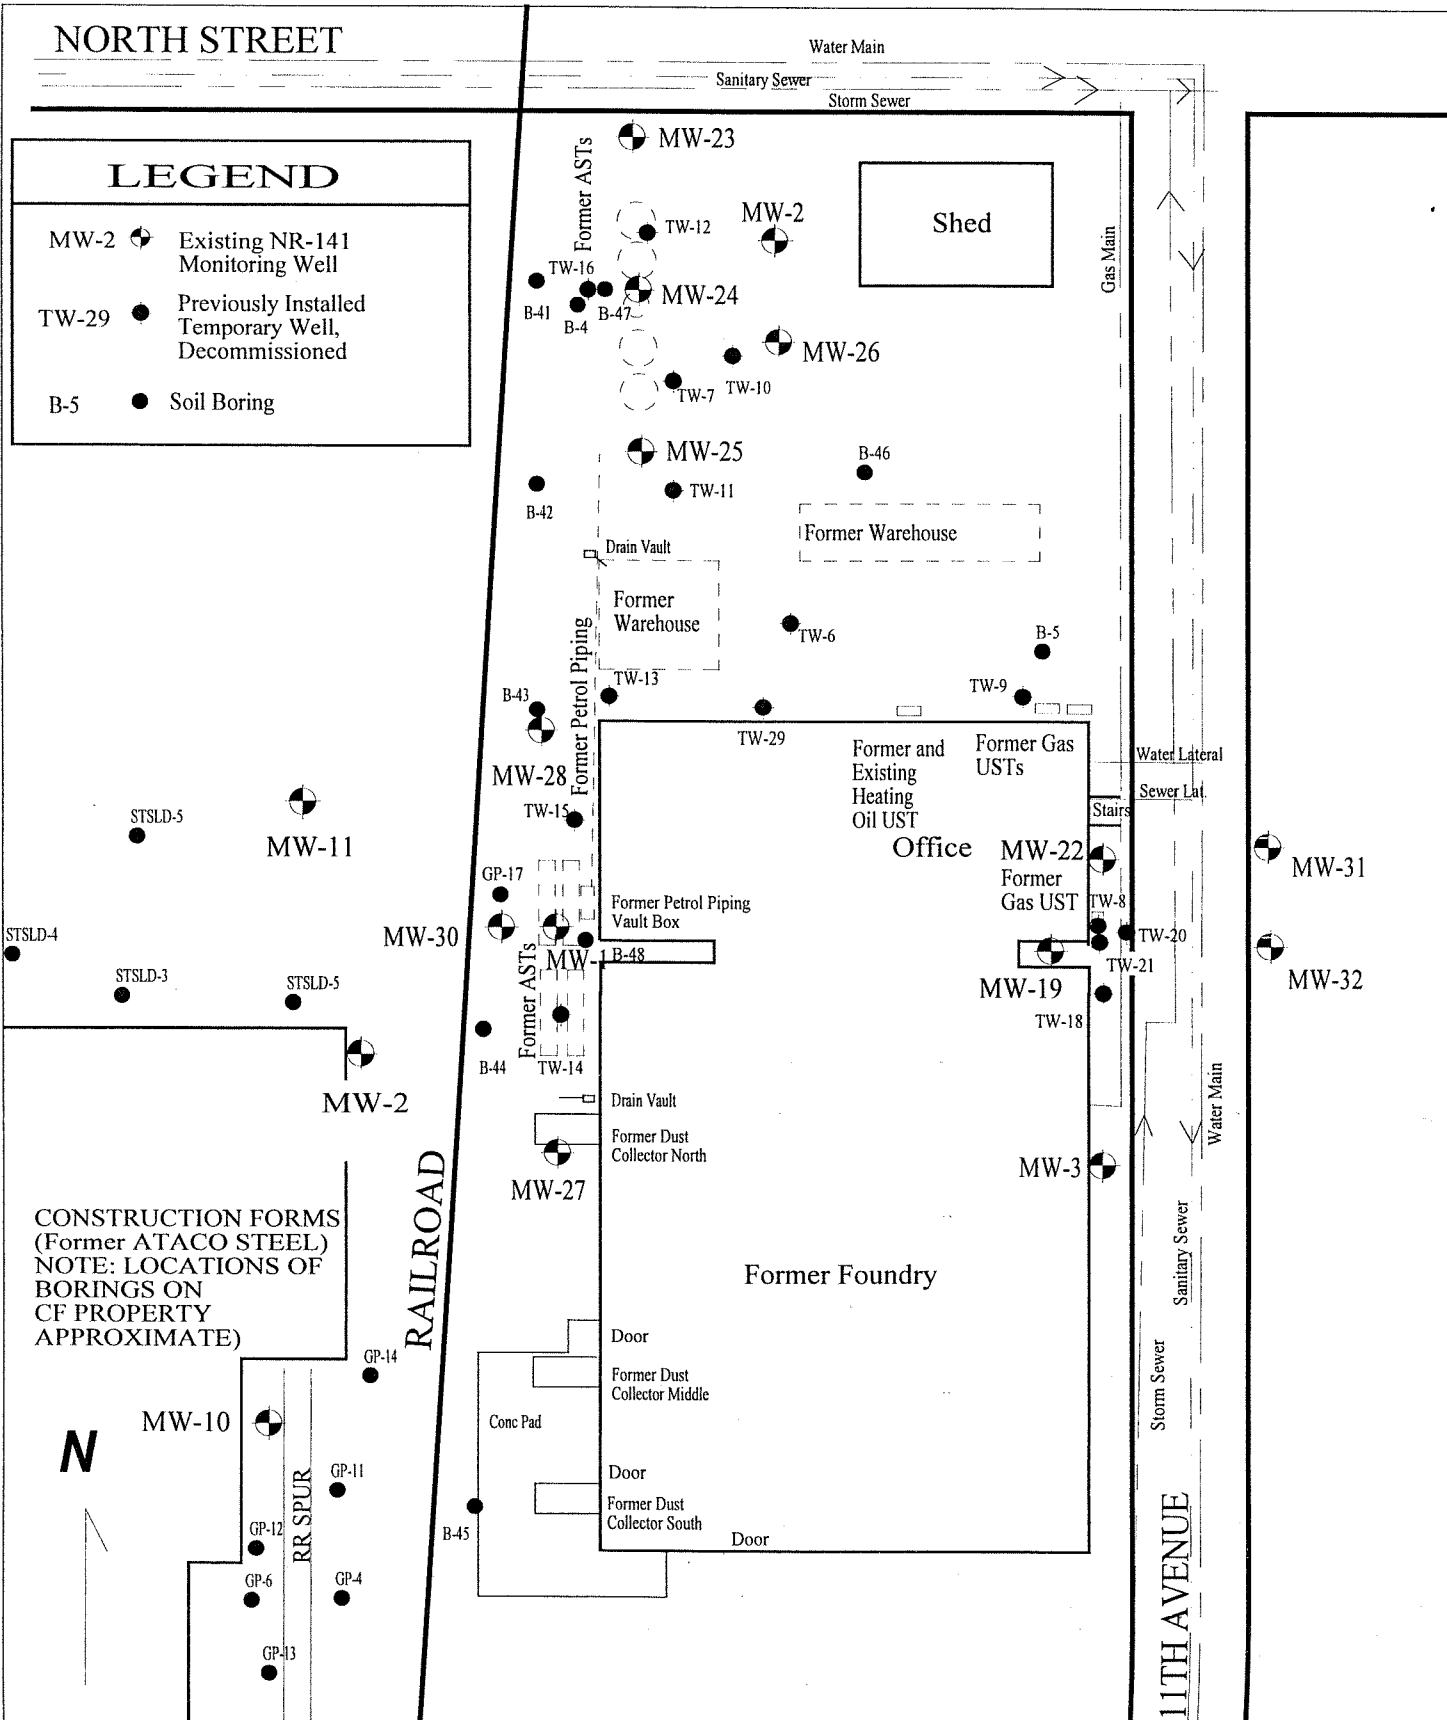 NORTH STREET
Water Main
Sanitary Sewer
Storm Sewer
LEGEND
MW-2
Existing NR-141
Monitoring Well
TW-29
Previously Installed
Temporary Well,
Decommissioned
B-5
Soil Boring
Former ASTs
MW-23
TW-12
MW-2
Shed
Gas Main
TW-16
B-41
B-4
B-47
MW-24
MW-26
TW-10
TW-7
MW-25
B-46
TW-11
B-42
Former Warehouse
Drain Vault
Former
Warehouse
TW-6
B-5
Former Petrol Piping
TW-13
TW-9
B-43
TW-29
MW-28
Former and
Existing
Heating
Oil UST
Former Gas
USTs
Water Lateral
Sewer Lat.
Stairs
TW-15
STSLD-5
MW-11
Office
MW-22
Former
Gas UST
MW-31
GP-17
Former Petrol Piping
Vault Box
TW-8
MW-30
TW-20
STSLD-4
MW-1
B-48
TW-21
STSLD-3
STSLD-5
MW-19
MW-32
Former ASTs
TW-18
B-44
TW-14
MW-2
Drain Vault
Former Dust
Collector North
Water Main
MW-27
MW-3
CONSTRUCTION FORMS
(Former ATACO STEEL)
NOTE: LOCATIONS OF
BORINGS ON
CF PROPERTY
APPROXIMATE)
RAILROAD
Former Foundry
Sanitary Sewer
Door
GP-14
Former Dust
Collector Middle
Storm Sewer
MW-10
Conc Pad
N
GP-11
RR SPUR
Door
Former Dust
Collector South
GP-12
B-45
Door
GP-6
GP-4
11TH AVENUE
GP-13